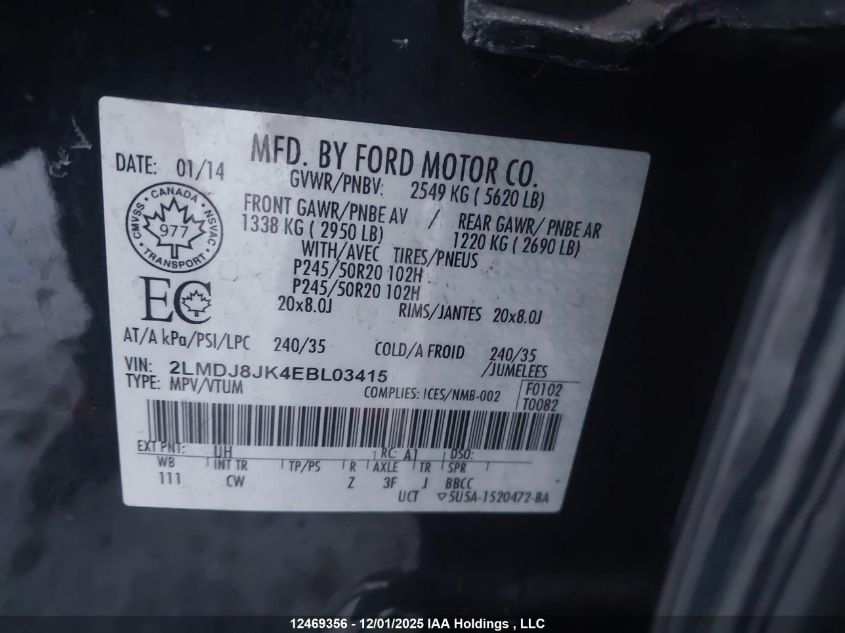 MFD. BY FORD MOTOR CO.
DATE: 01/14
GVWR/PNBV: 2549 KG ( 5620 LB)
FRONT GAWR/PNBE AV / REAR GAWR/ PNBE AR
1338 KG ( 2950 LB) 1220 KG ( 2690 LB)
WITH/AVEC TIRES/PNEUS
P245/50R20 102H
P245/50R20 102H
20x8.0J RIMS/JANTES 20x8.0J
CMVSS · CANADA · NSVAC
977
TRANSPORT
EC
AT/A kPa/PSI/LPC 240/35 COLD/A FROID 240/35
/JUMELEES
VIN: 2LMDJ8JK4EBL03415
TYPE: MPV/VTUM COMPLIES: ICES/NMB-002
F0102
T0082
EXT PNT: UH RC: A1 DSO:
WB INT TR TP/PS R AXLE TR SPR
111 CW Z 3F J BBCC
UCT ▽5U5A-1520472-BA
12469356 - 12/01/2025 IAA Holdings , LLC